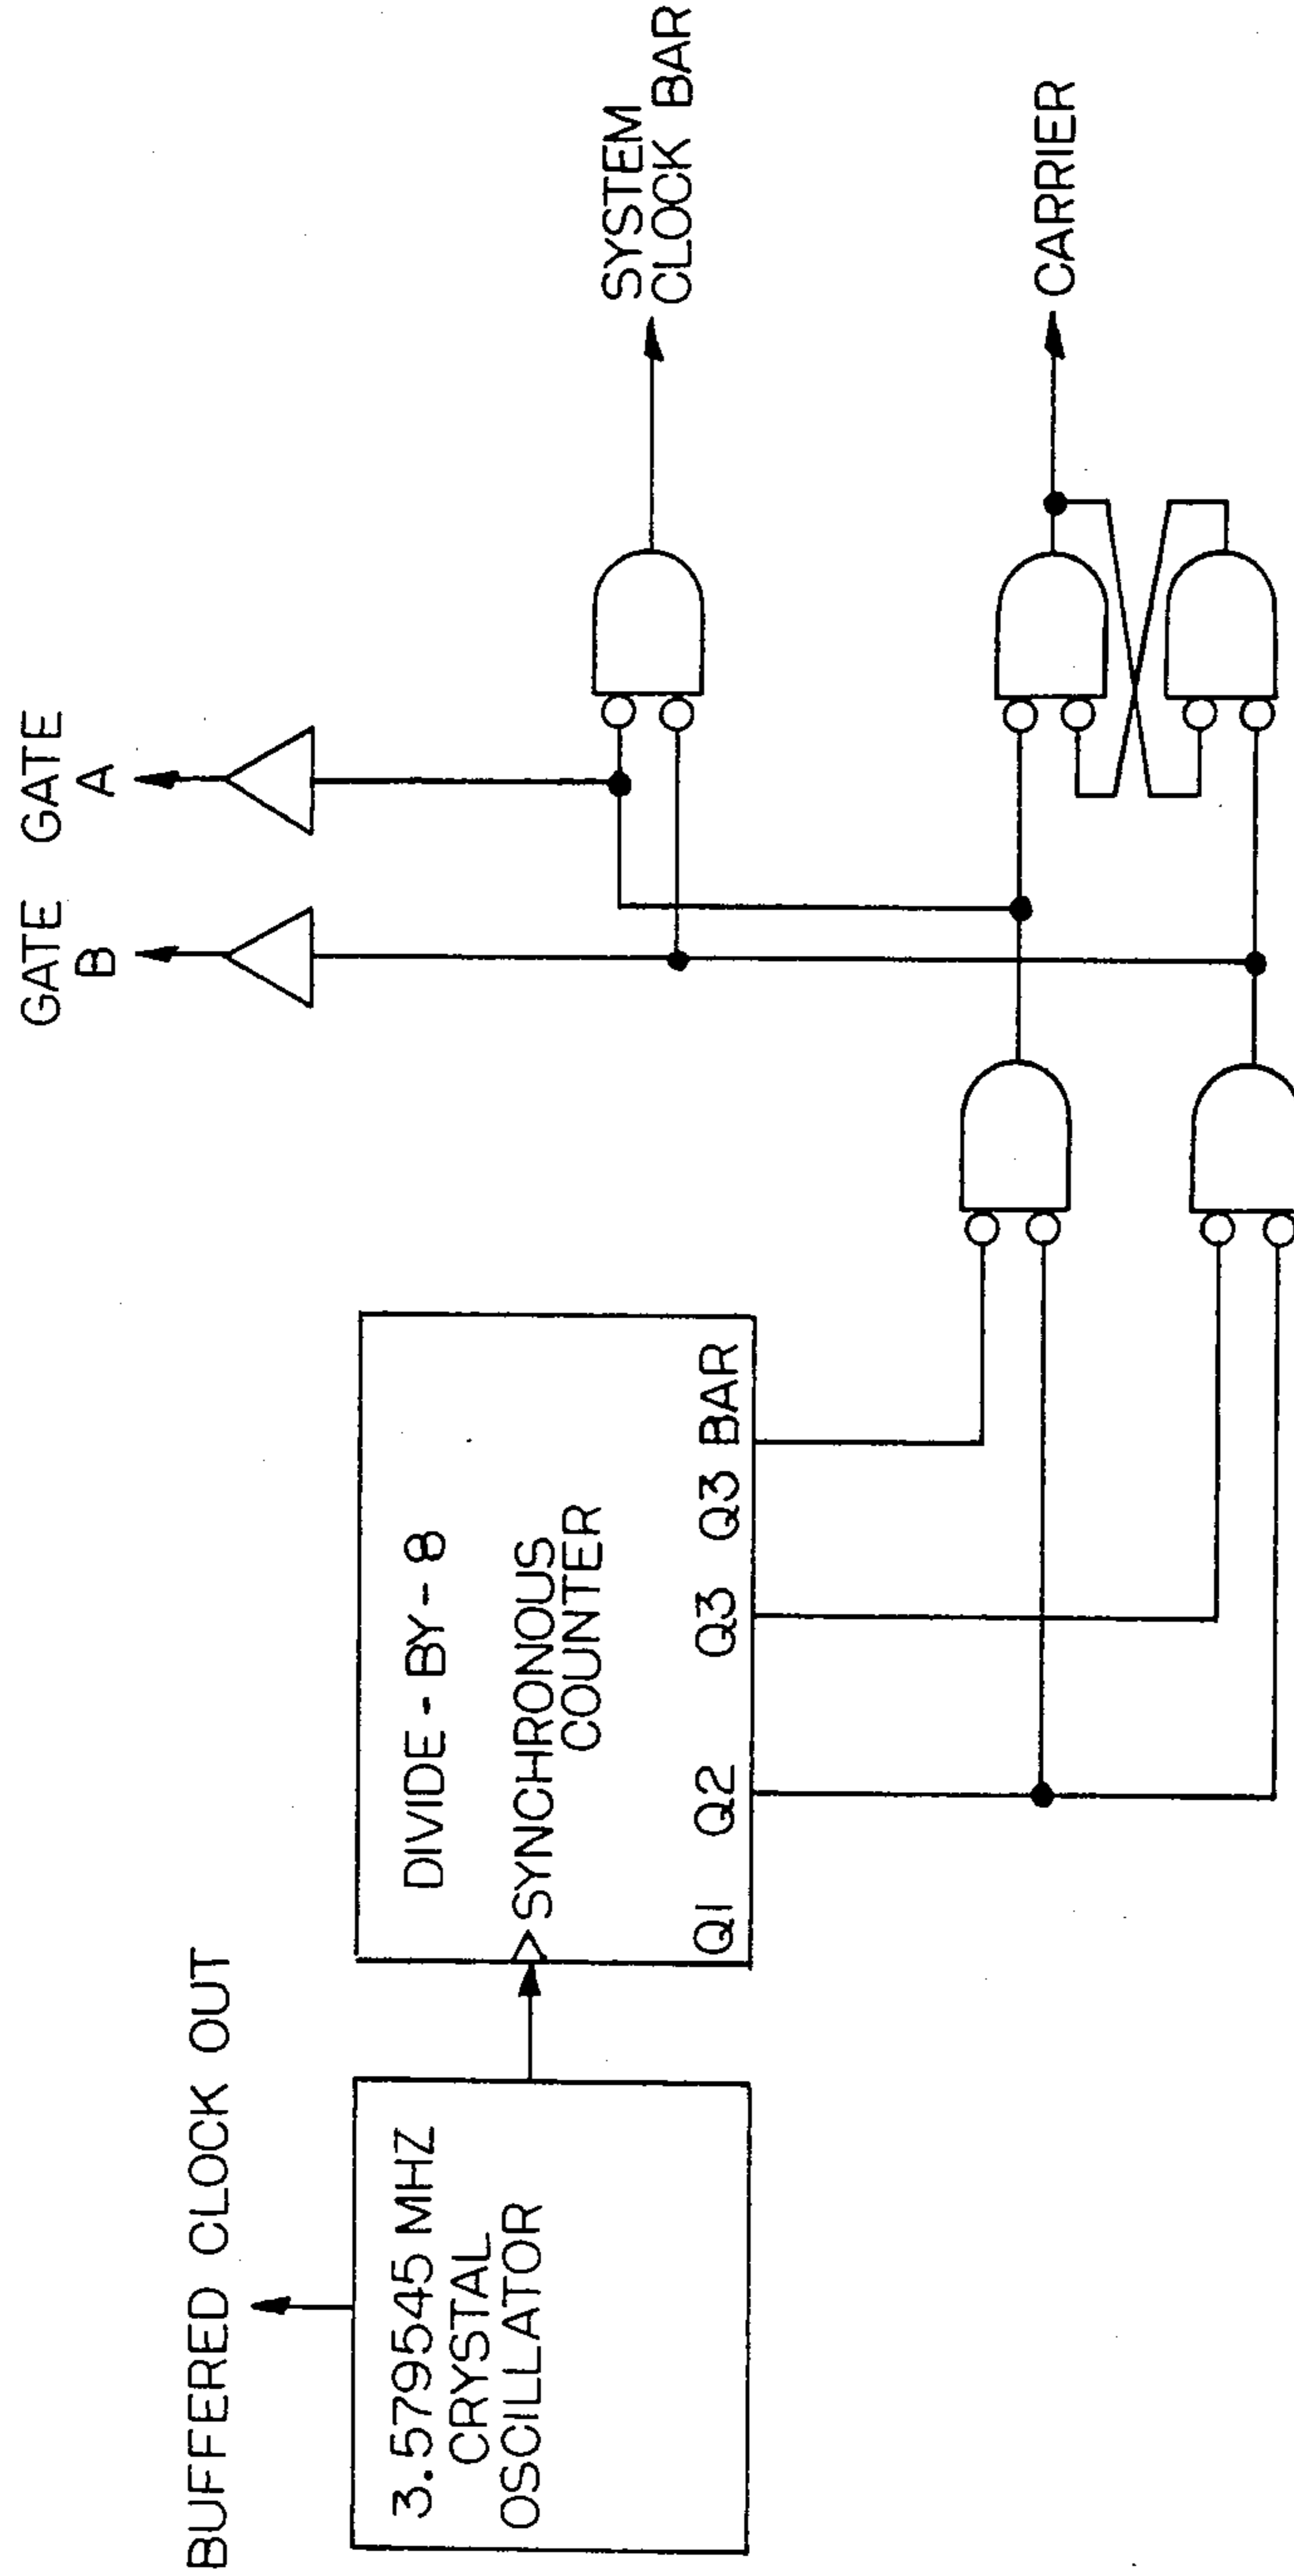 BUFFERED CLOCK OUT
3.579545 MHZ
CRYSTAL
OSCILLATOR
DIVIDE-BY-8
SYNCHRONOUS
COUNTER
Q1 Q2 Q3 Q3 BAR
GATE
B
GATE
A
SYSTEM
CLOCK BAR
CARRIER